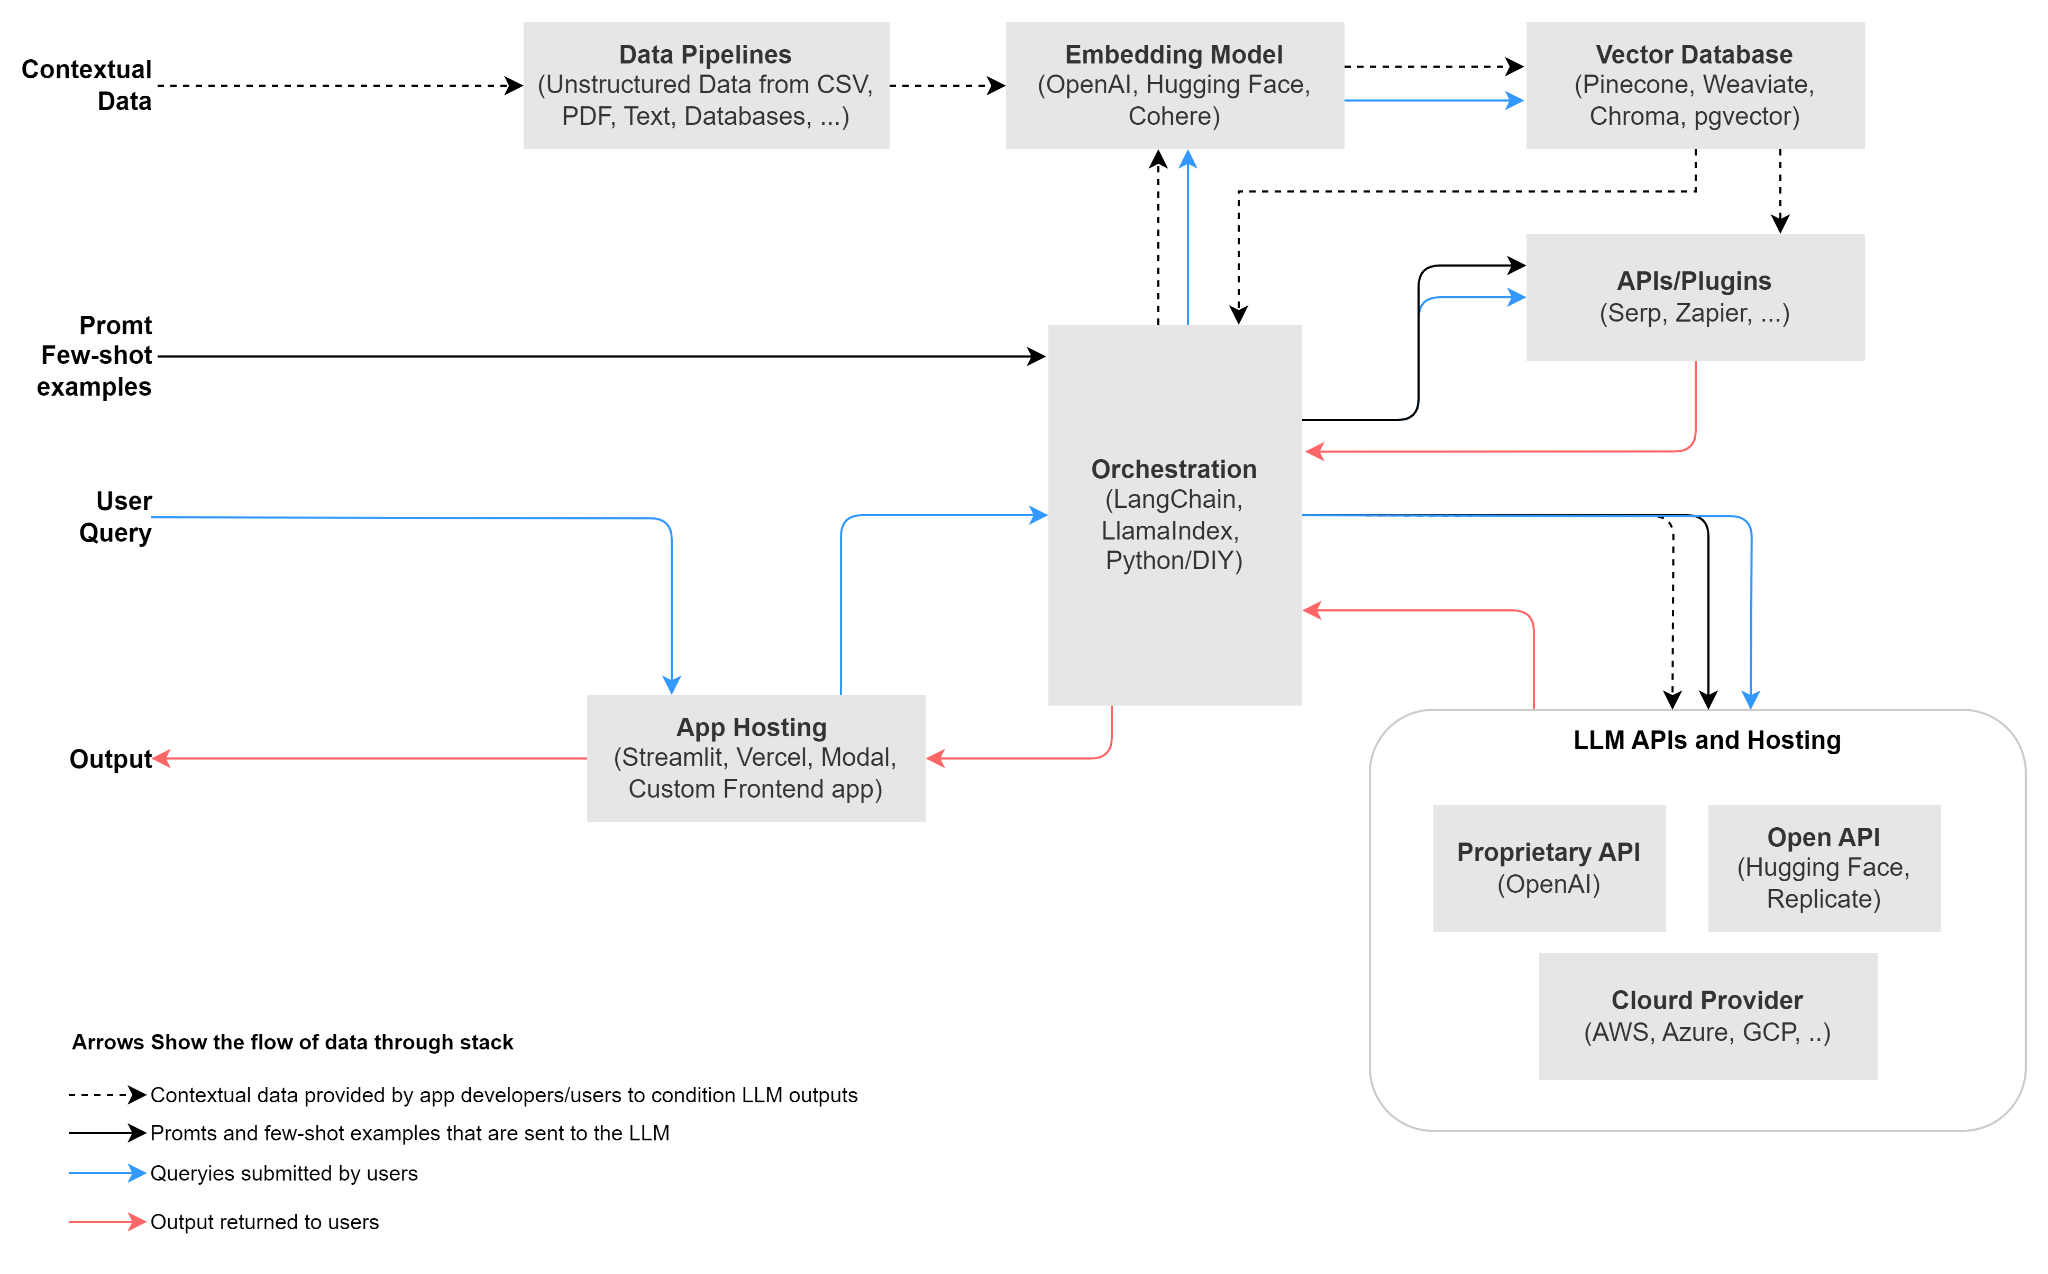 Contextual
Data
Data Pipelines
(Unstructured Data from CSV,
PDF, Text, Databases, ...)
Embedding Model
(OpenAI, Hugging Face,
Cohere)
Vector Database
(Pinecone, Weaviate,
Chroma, pgvector)
Promt
Few-shot
examples
APIs/Plugins
(Serp, Zapier, ...)
User
Query
Orchestration
(LangChain,
LlamaIndex,
Python/DIY)
Output
App Hosting
(Streamlit, Vercel, Modal,
Custom Frontend app)
LLM APIs and Hosting
Proprietary API
(OpenAI)
Open API
(Hugging Face,
Replicate)
Clourd Provider
(AWS, Azure, GCP, ..)
Arrows Show the flow of data through stack
Contextual data provided by app developers/users to condition LLM outputs
Promts and few-shot examples that are sent to the LLM
Queryies submitted by users
Output returned to users